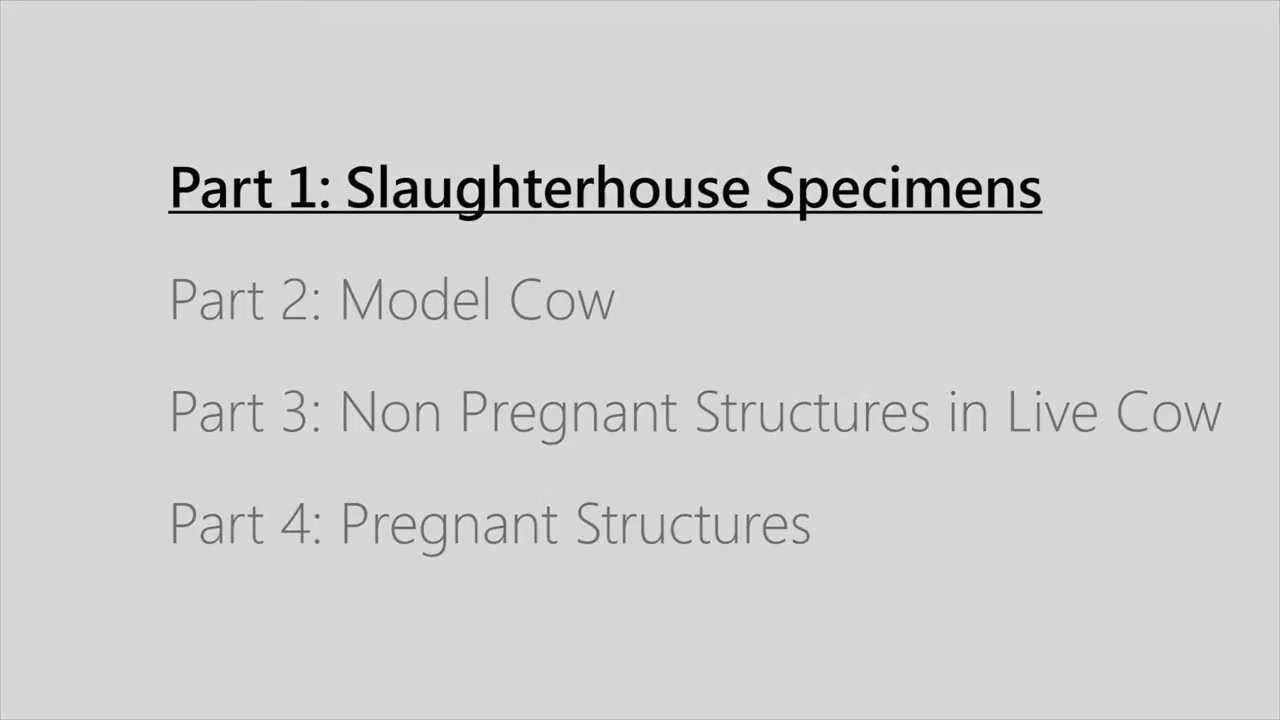 Part 1: Slaughterhouse Specimens
Part 2: Model Cow
Part 3: Non Pregnant Structures in Live Cow
Part 4: Pregnant Structures